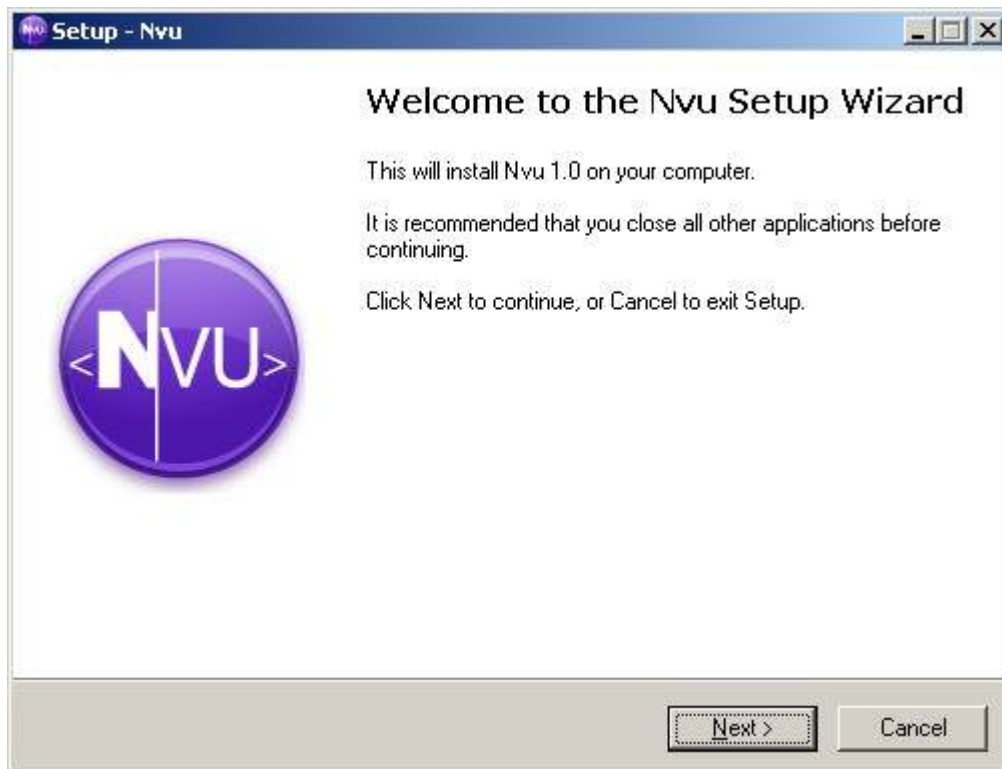 Setup - Nvu
Welcome to the Nvu Setup Wizard
This will install Nvu 1.0 on your computer.
It is recommended that you close all other applications before
continuing.
Click Next to continue, or Cancel to exit Setup.
<NVU>
Next >
Cancel